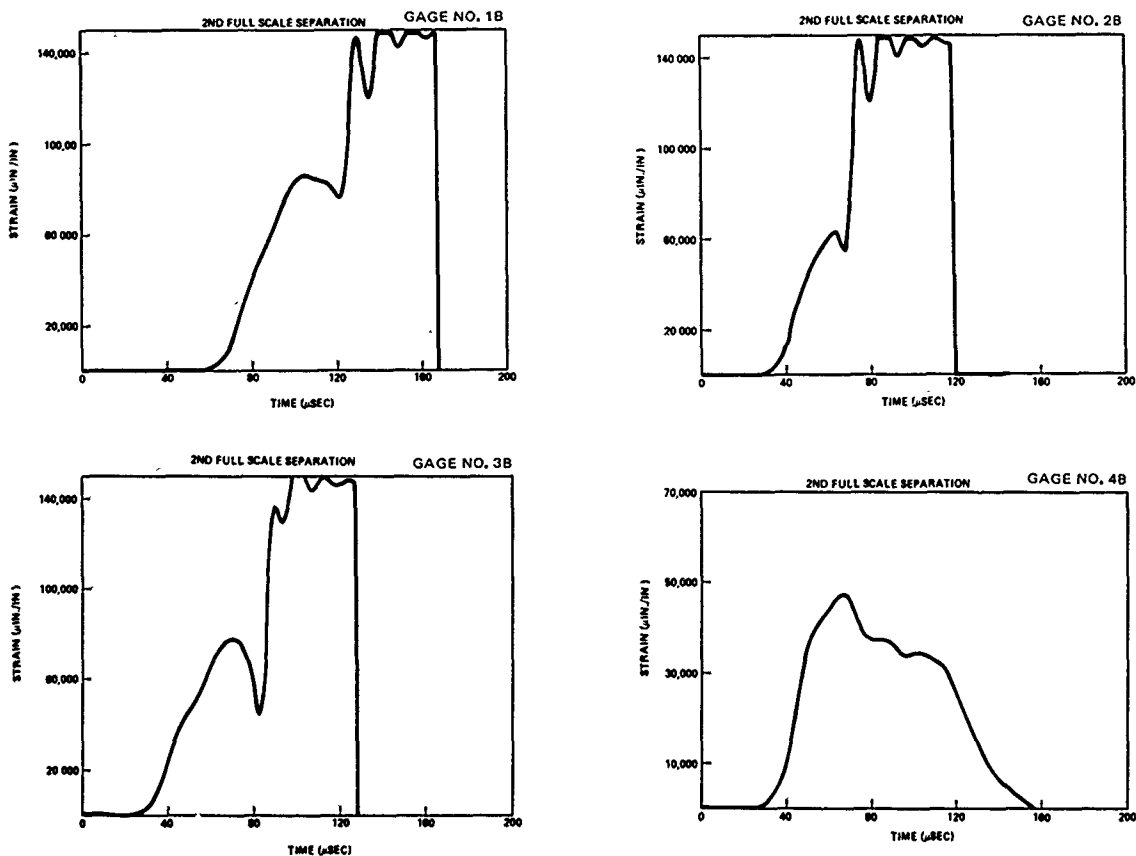 2ND FULL SCALE SEPARATION GAGE NO. 1B
140,000
100,00
60 000
20,000
STRAIN (μIN/IN)
0 40 80 120 160 200
TIME (μSEC)
2ND FULL SCALE SEPARATION GAGE NO. 2B
140,000
100,000
60,000
20 000
STRAIN (μIN./IN)
0 40 80 120 160 200
TIME (μSEC)
2ND FULL SCALE SEPARATION GAGE NO. 3B
140,000
100,000
60,000
20 000
STRAIN (μIN./IN)
0 40 80 120 160 200
TIME (μSEC)
2ND FULL SCALE SEPARATION GAGE NO. 4B
70,000
50,000
30,000
10,000
STRAIN (μIN./IN)
0 40 80 120 160 200
TIME (μSEC)